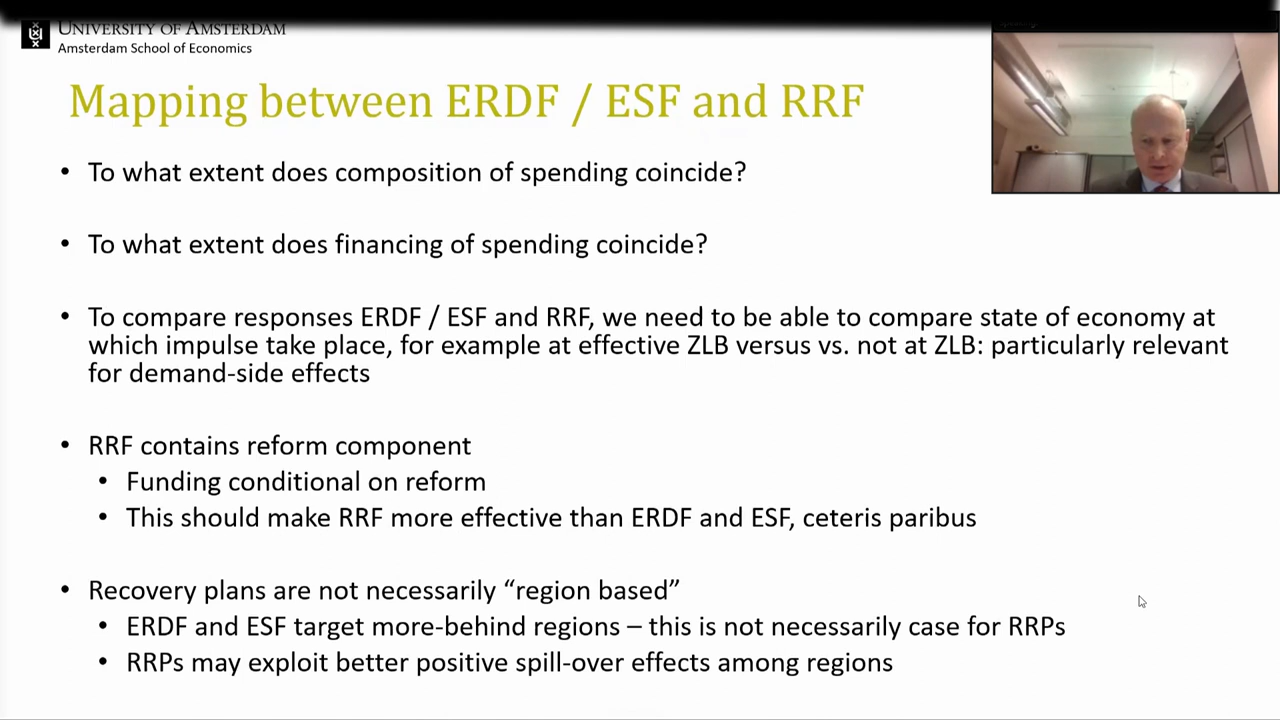 UNIVERSITY OF AMSTERDAM
Amsterdam School of Economics
Mapping between ERDF / ESF and RRF
• To what extent does composition of spending coincide?
• To what extent does financing of spending coincide?
• To compare responses ERDF / ESF and RRF, we need to be able to compare state of economy at
which impulse take place, for example at effective ZLB versus vs. not at ZLB: particularly relevant
for demand-side effects
• RRF contains reform component
• Funding conditional on reform
• This should make RRF more effective than ERDF and ESF, ceteris paribus
• Recovery plans are not necessarily “region based”
• ERDF and ESF target more-behind regions – this is not necessarily case for RRPs
• RRPs may exploit better positive spill-over effects among regions